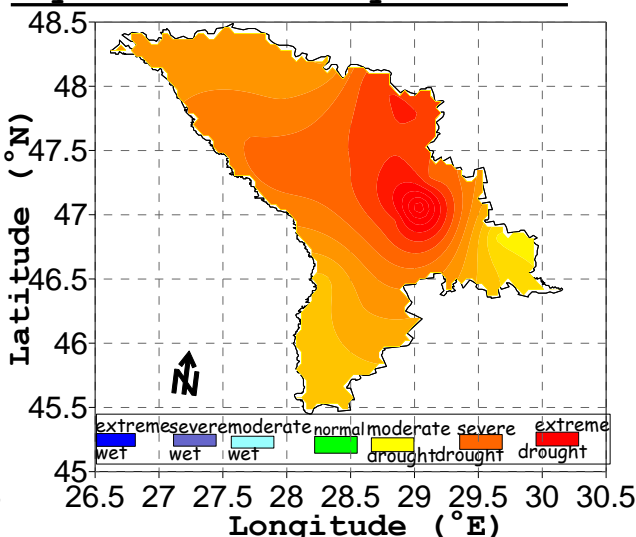 48.5
48
47.5
47
46.5
46
45.5
45
Latitude (°N)
N
extreme wet
severe wet
moderate wet
normal
moderate drought
severe drought
extreme drought
26.5 27 27.5 28 28.5 29 29.5 30 30.5
Longitude (°E)